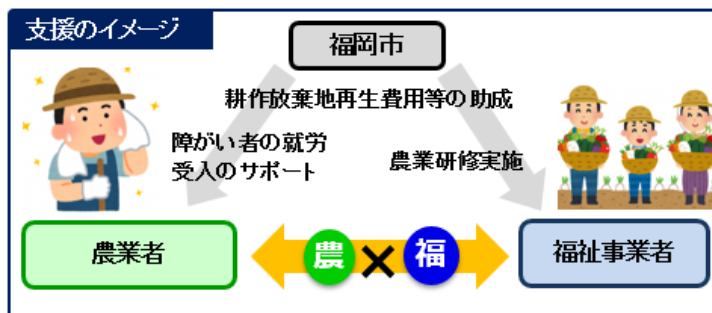 支援のイメージ
福岡市
耕作放棄地再生費用等の助成
障がい者の就労
受入のサポート
農業研修実施
農業者
農
×
福
福祉事業者